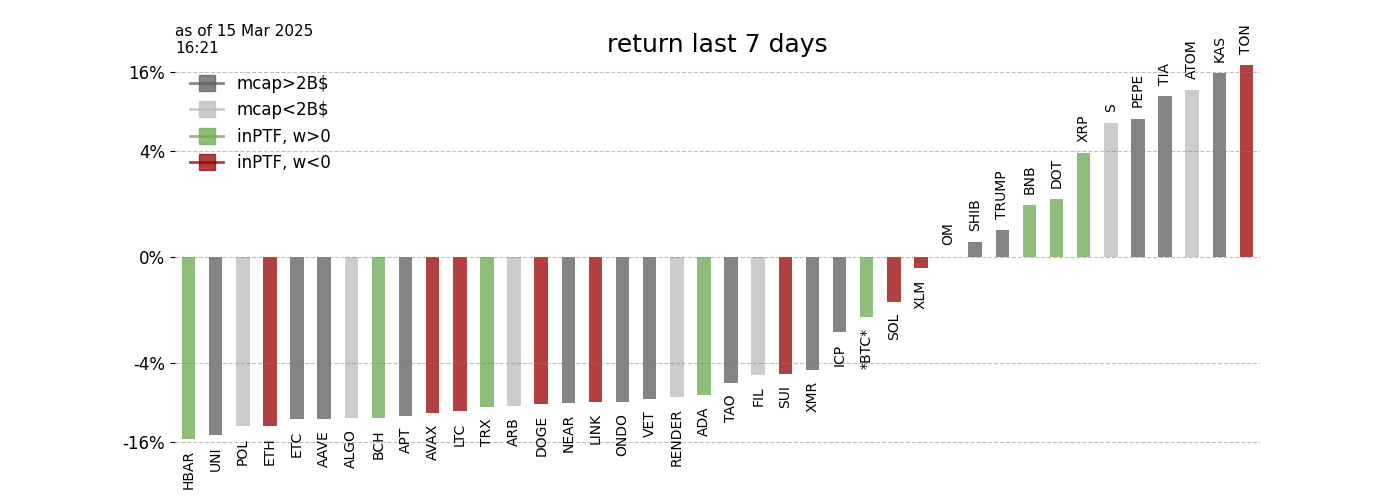 as of 15 Mar 2025
16:21
return last 7 days
mcap>2B$
mcap<2B$
inPTF, w>0
inPTF, w<0
16%
4%
0%
-4%
-16%
HBAR
UNI
POL
ETH
ETC
AAVE
ALGO
BCH
APT
AVAX
LTC
TRX
ARB
DOGE
NEAR
LINK
ONDO
VET
RENDER
ADA
TAO
FIL
SUI
XMR
ICP
*BTC*
SOL
XLM
OM
SHIB
TRUMP
BNB
DOT
XRP
S
PEPE
TIA
ATOM
KAS
TON